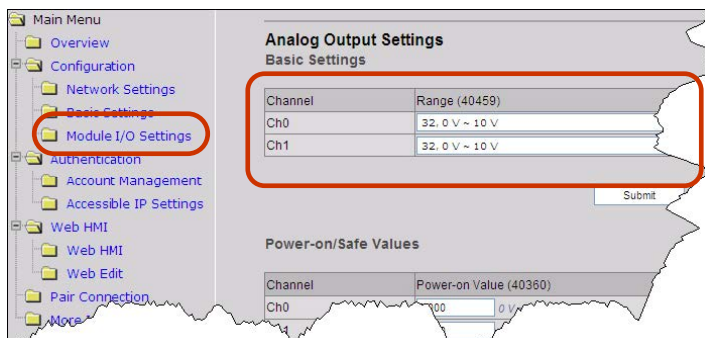 Main Menu
Overview
Configuration
Network Settings
Basic Settings
Module I/O Settings
Authentication
Account Management
Accessible IP Settings
Web HMI
Web HMI
Web Edit
Pair Connection
More
Analog Output Settings
Basic Settings
Channel Range (40459)
Ch0 32, 0 V ~ 10 V
Ch1 32, 0 V ~ 10 V
Submit
Power-on/Safe Values
Channel Power-on Value (40360)
Ch0 0 V